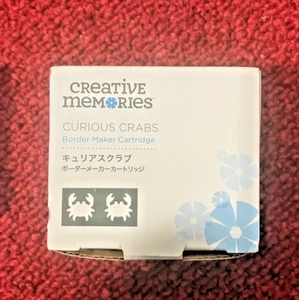 CREATIVE
MEMORIES
CURIOUS CRABS
Border Maker Cartridge
キュリアスクラブ
ボーダーメーカーカートリッジ